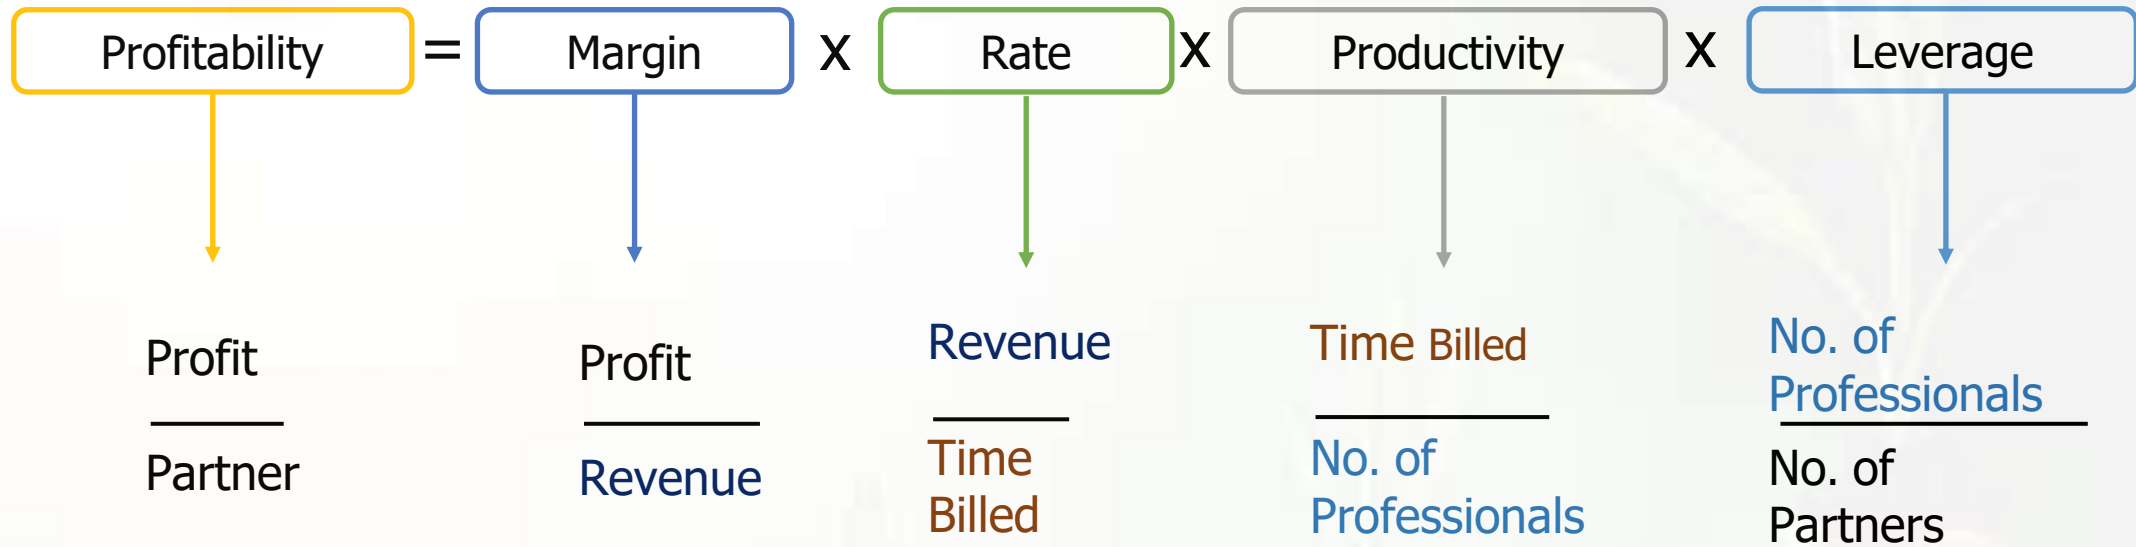 Profitability = Margin x Rate x Productivity x Leverage
Profit
Partner
Profit
Revenue
Revenue
Time
Billed
Time Billed
No. of
Professionals
No. of
Professionals
No. of
Partners